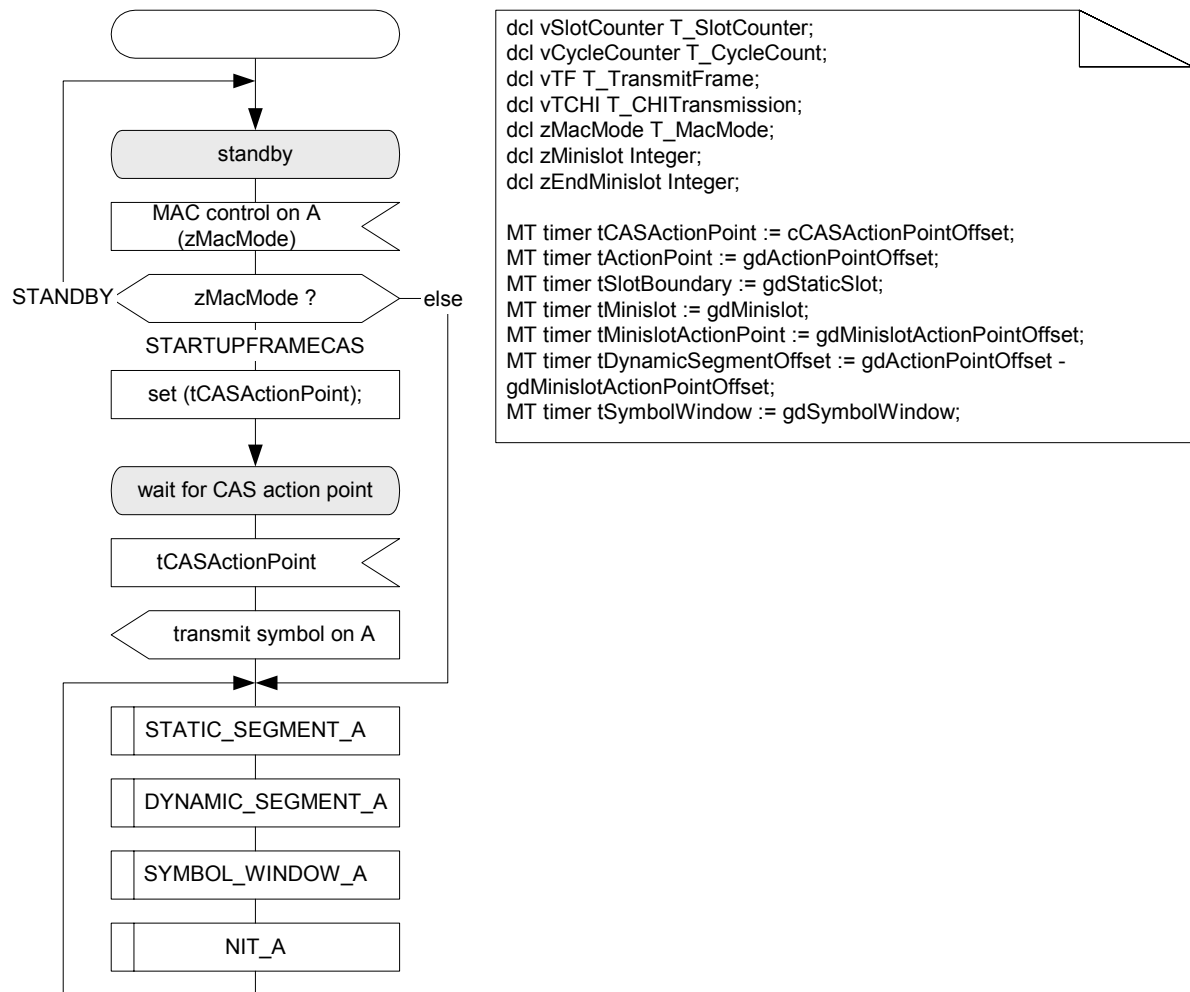 standby
MAC control on A
(zMacMode)
STANDBY
zMacMode ?
else
STARTUPFRAMECAS
set (tCASActionPoint);
wait for CAS action point
tCASActionPoint
transmit symbol on A
STATIC_SEGMENT_A
DYNAMIC_SEGMENT_A
SYMBOL_WINDOW_A
NIT_A
dcl vSlotCounter T_SlotCounter;
dcl vCycleCounter T_CycleCount;
dcl vTF T_TransmitFrame;
dcl vTCHI T_CHITransmission;
dcl zMacMode T_MacMode;
dcl zMinislot Integer;
dcl zEndMinislot Integer;
MT timer tCASActionPoint := cCASActionPointOffset;
MT timer tActionPoint := gdActionPointOffset;
MT timer tSlotBoundary := gdStaticSlot;
MT timer tMinislot := gdMinislot;
MT timer tMinislotActionPoint := gdMinislotActionPointOffset;
MT timer tDynamicSegmentOffset := gdActionPointOffset -
gdMinislotActionPointOffset;
MT timer tSymbolWindow := gdSymbolWindow;